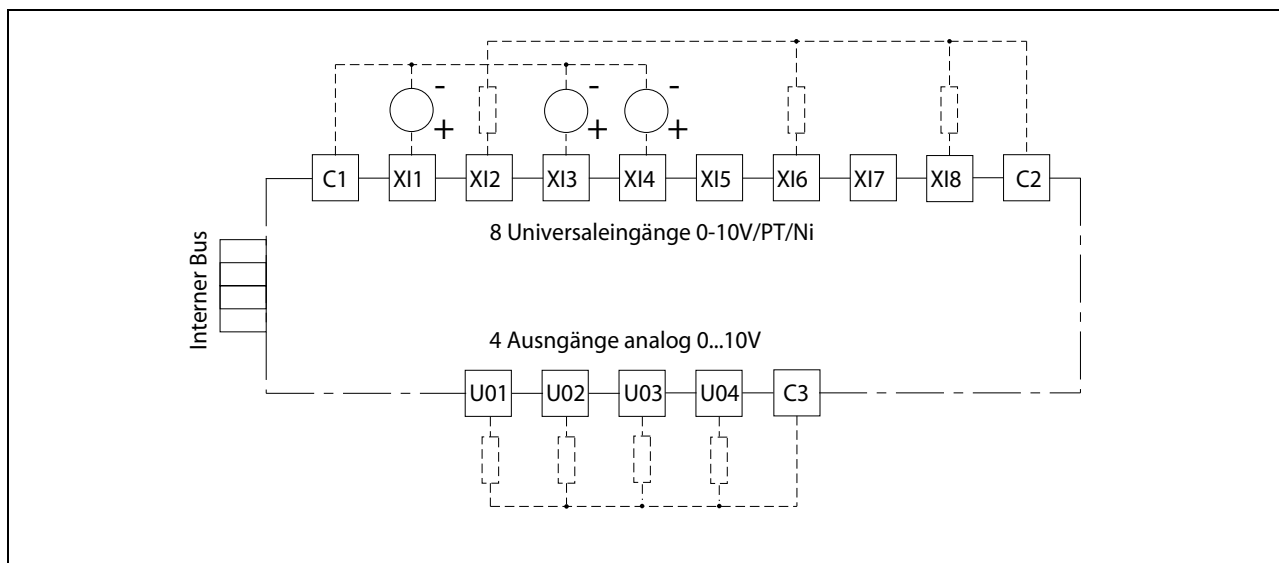 - - -
+ + +
C1 XI1 XI2 XI3 XI4 XI5 XI6 XI7 XI8 C2
8 Universaleingänge 0-10V/PT/Ni
Interner Bus
4 Ausngänge analog 0...10V
U01 U02 U03 U04 C3